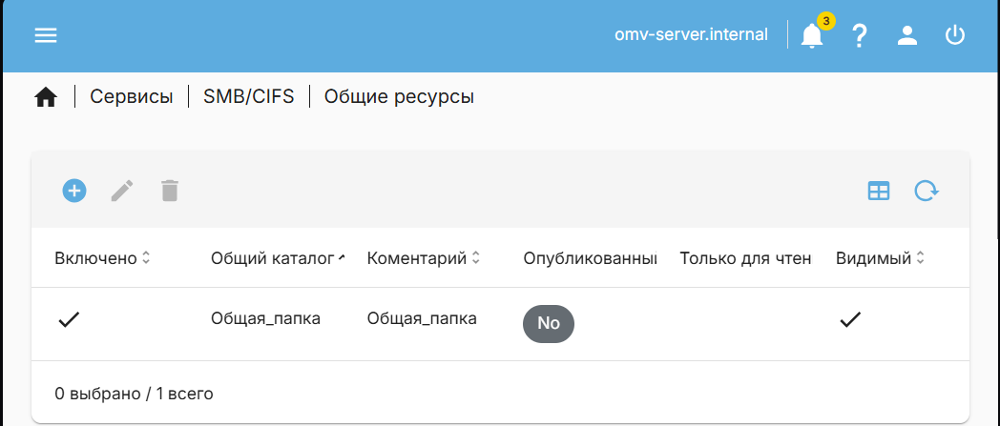 omv-server.internal
3
Сервисы | SMB/CIFS | Общие ресурсы
Включено Общий каталог Коментарий Опубликованны Только для чтен Видимый
Общая_папка Общая_папка No
0 выбрано / 1 всего